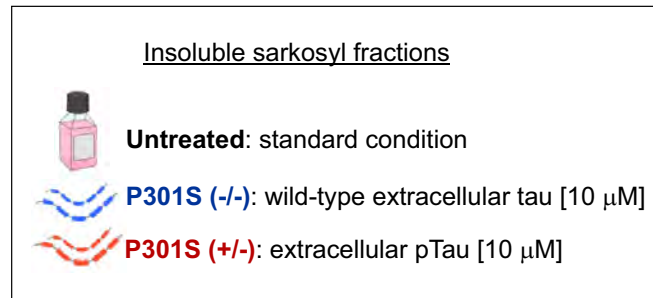 Insoluble sarkosyl fractions
Untreated: standard condition
P301S (-/-): wild-type extracellular tau [10 μM]
P301S (+/-): extracellular pTau [10 μM]